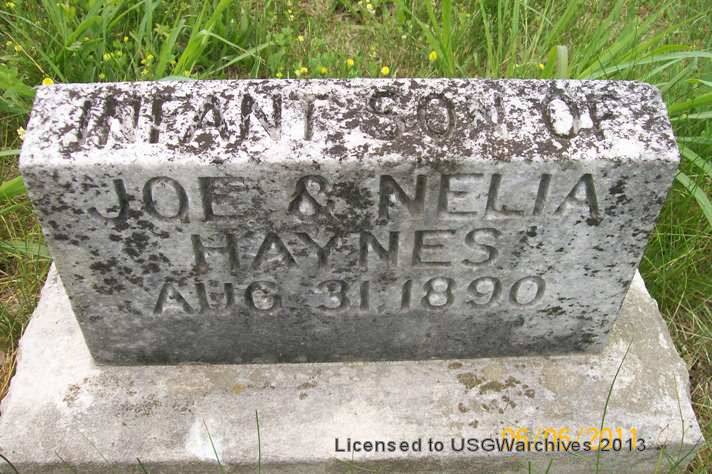 INFANT SON OF
JOE & NELIA
HAYNES
AUG. 31, 1890
06/06/2011
Licensed to USGWarchives 2013